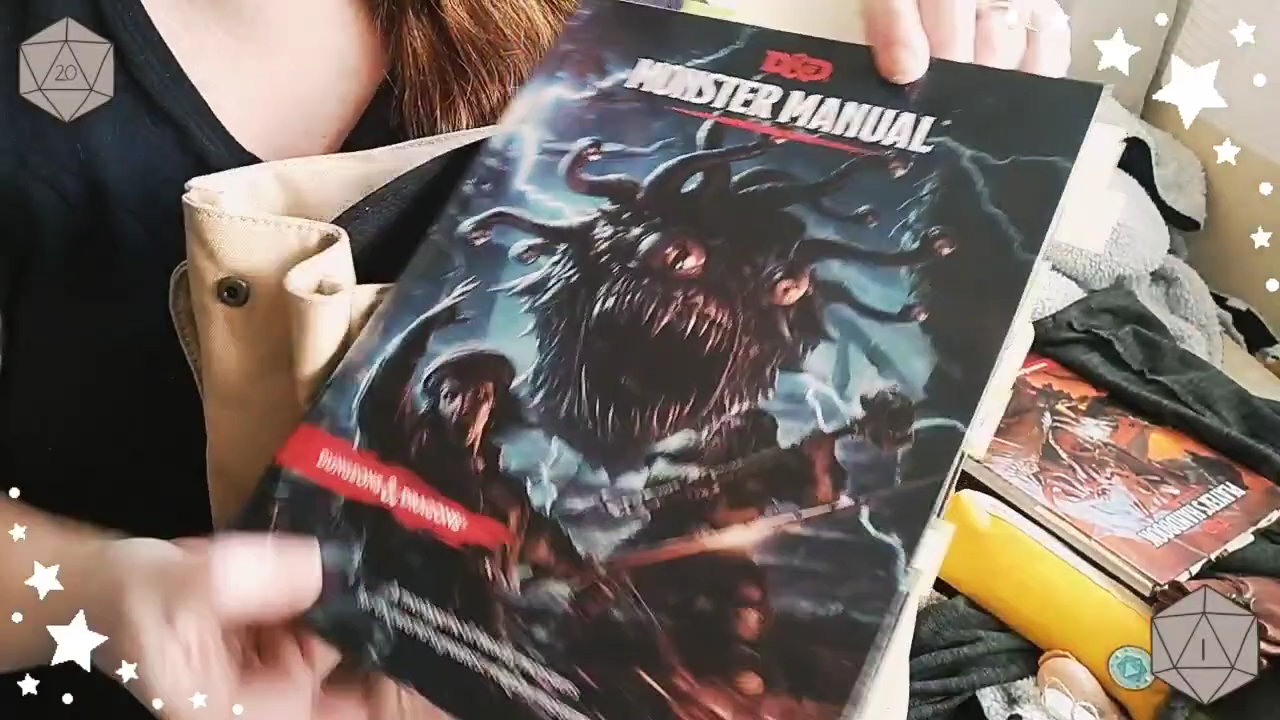 20
D&D
MONSTER MANUAL
DUNGEONS & DRAGONS®
PLAYER'S HANDBOOK
1